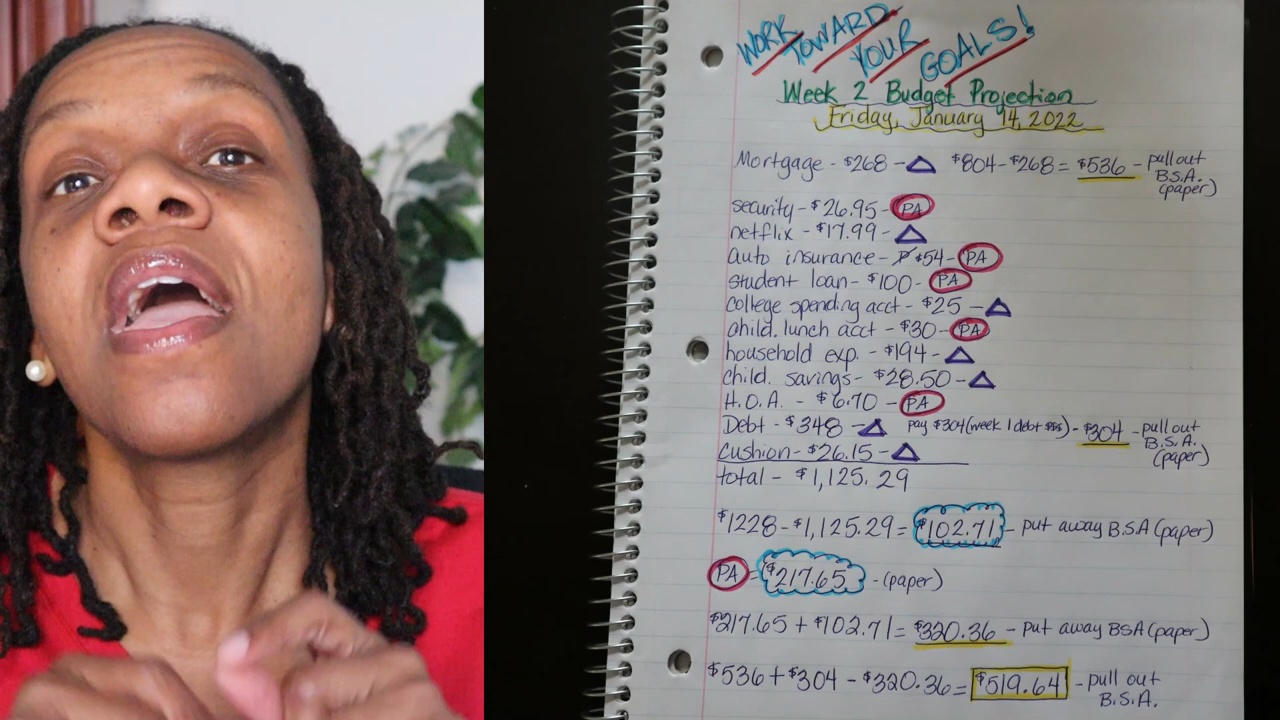 WORK TOWARD YOUR GOALS!
Week 2 Budget Projection
Friday, January 14, 2022
Mortgage - $268 - △ $804 - $268 = $536 - pull out B.S.A. (paper)
security - $26.95 - PA
netflix - $17.99 - △
auto insurance - $54 - PA
student loan - $100 - PA
college spending acct - $25 - △
child. lunch acct - $30 - PA
household exp. - $194 - △
child. savings - $28.50 - △
H.O.A. - $6.70 - PA
Debt - $348 - △ pay $304 (week 1 debt $$$) - $304 - pull out B.S.A. (paper)
cushion - $26.15 - △
total - $1,125.29
$1228 - $1,125.29 = $102.71 - put away B.S.A (paper)
PA = $217.65 - (paper)
$217.65 + $102.71 = $320.36 - put away BSA (paper)
$536 + $304 - $320.36 = $519.64 - pull out B.S.A.